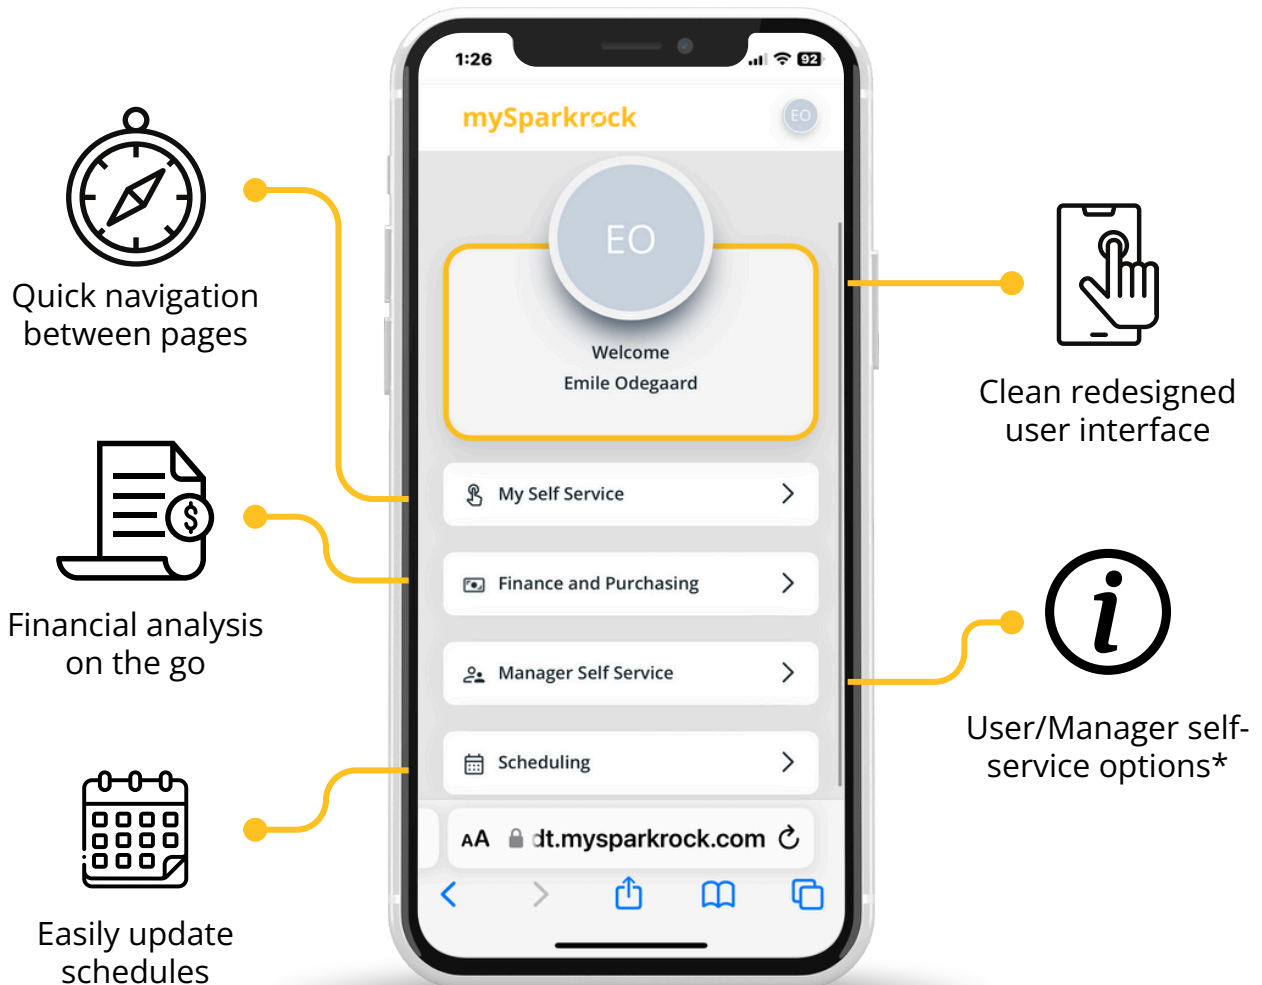 1:26
92
mySparkrock
EO
EO
Welcome
Emile Odegaard
My Self Service
Finance and Purchasing
Manager Self Service
Scheduling
AA
dt.mysparkrock.com
Quick navigation
between pages
$
Financial analysis
on the go
Easily update
schedules
Clean redesigned
user interface
i
User/Manager self-
service options*